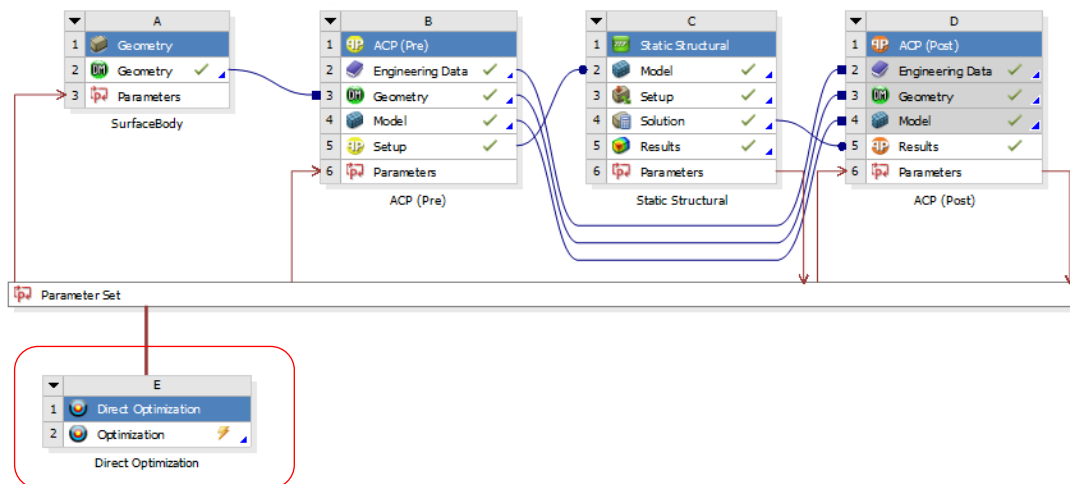 A
1 Geometry
2 Geometry
3 Parameters
SurfaceBody
B
1 ACP (Pre)
2 Engineering Data
3 Geometry
4 Model
5 Setup
6 Parameters
ACP (Pre)
C
1 Static Structural
2 Model
3 Setup
4 Solution
5 Results
6 Parameters
Static Structural
D
1 ACP (Post)
2 Engineering Data
3 Geometry
4 Model
5 Results
6 Parameters
ACP (Post)
Parameter Set
E
1 Direct Optimization
2 Optimization
Direct Optimization